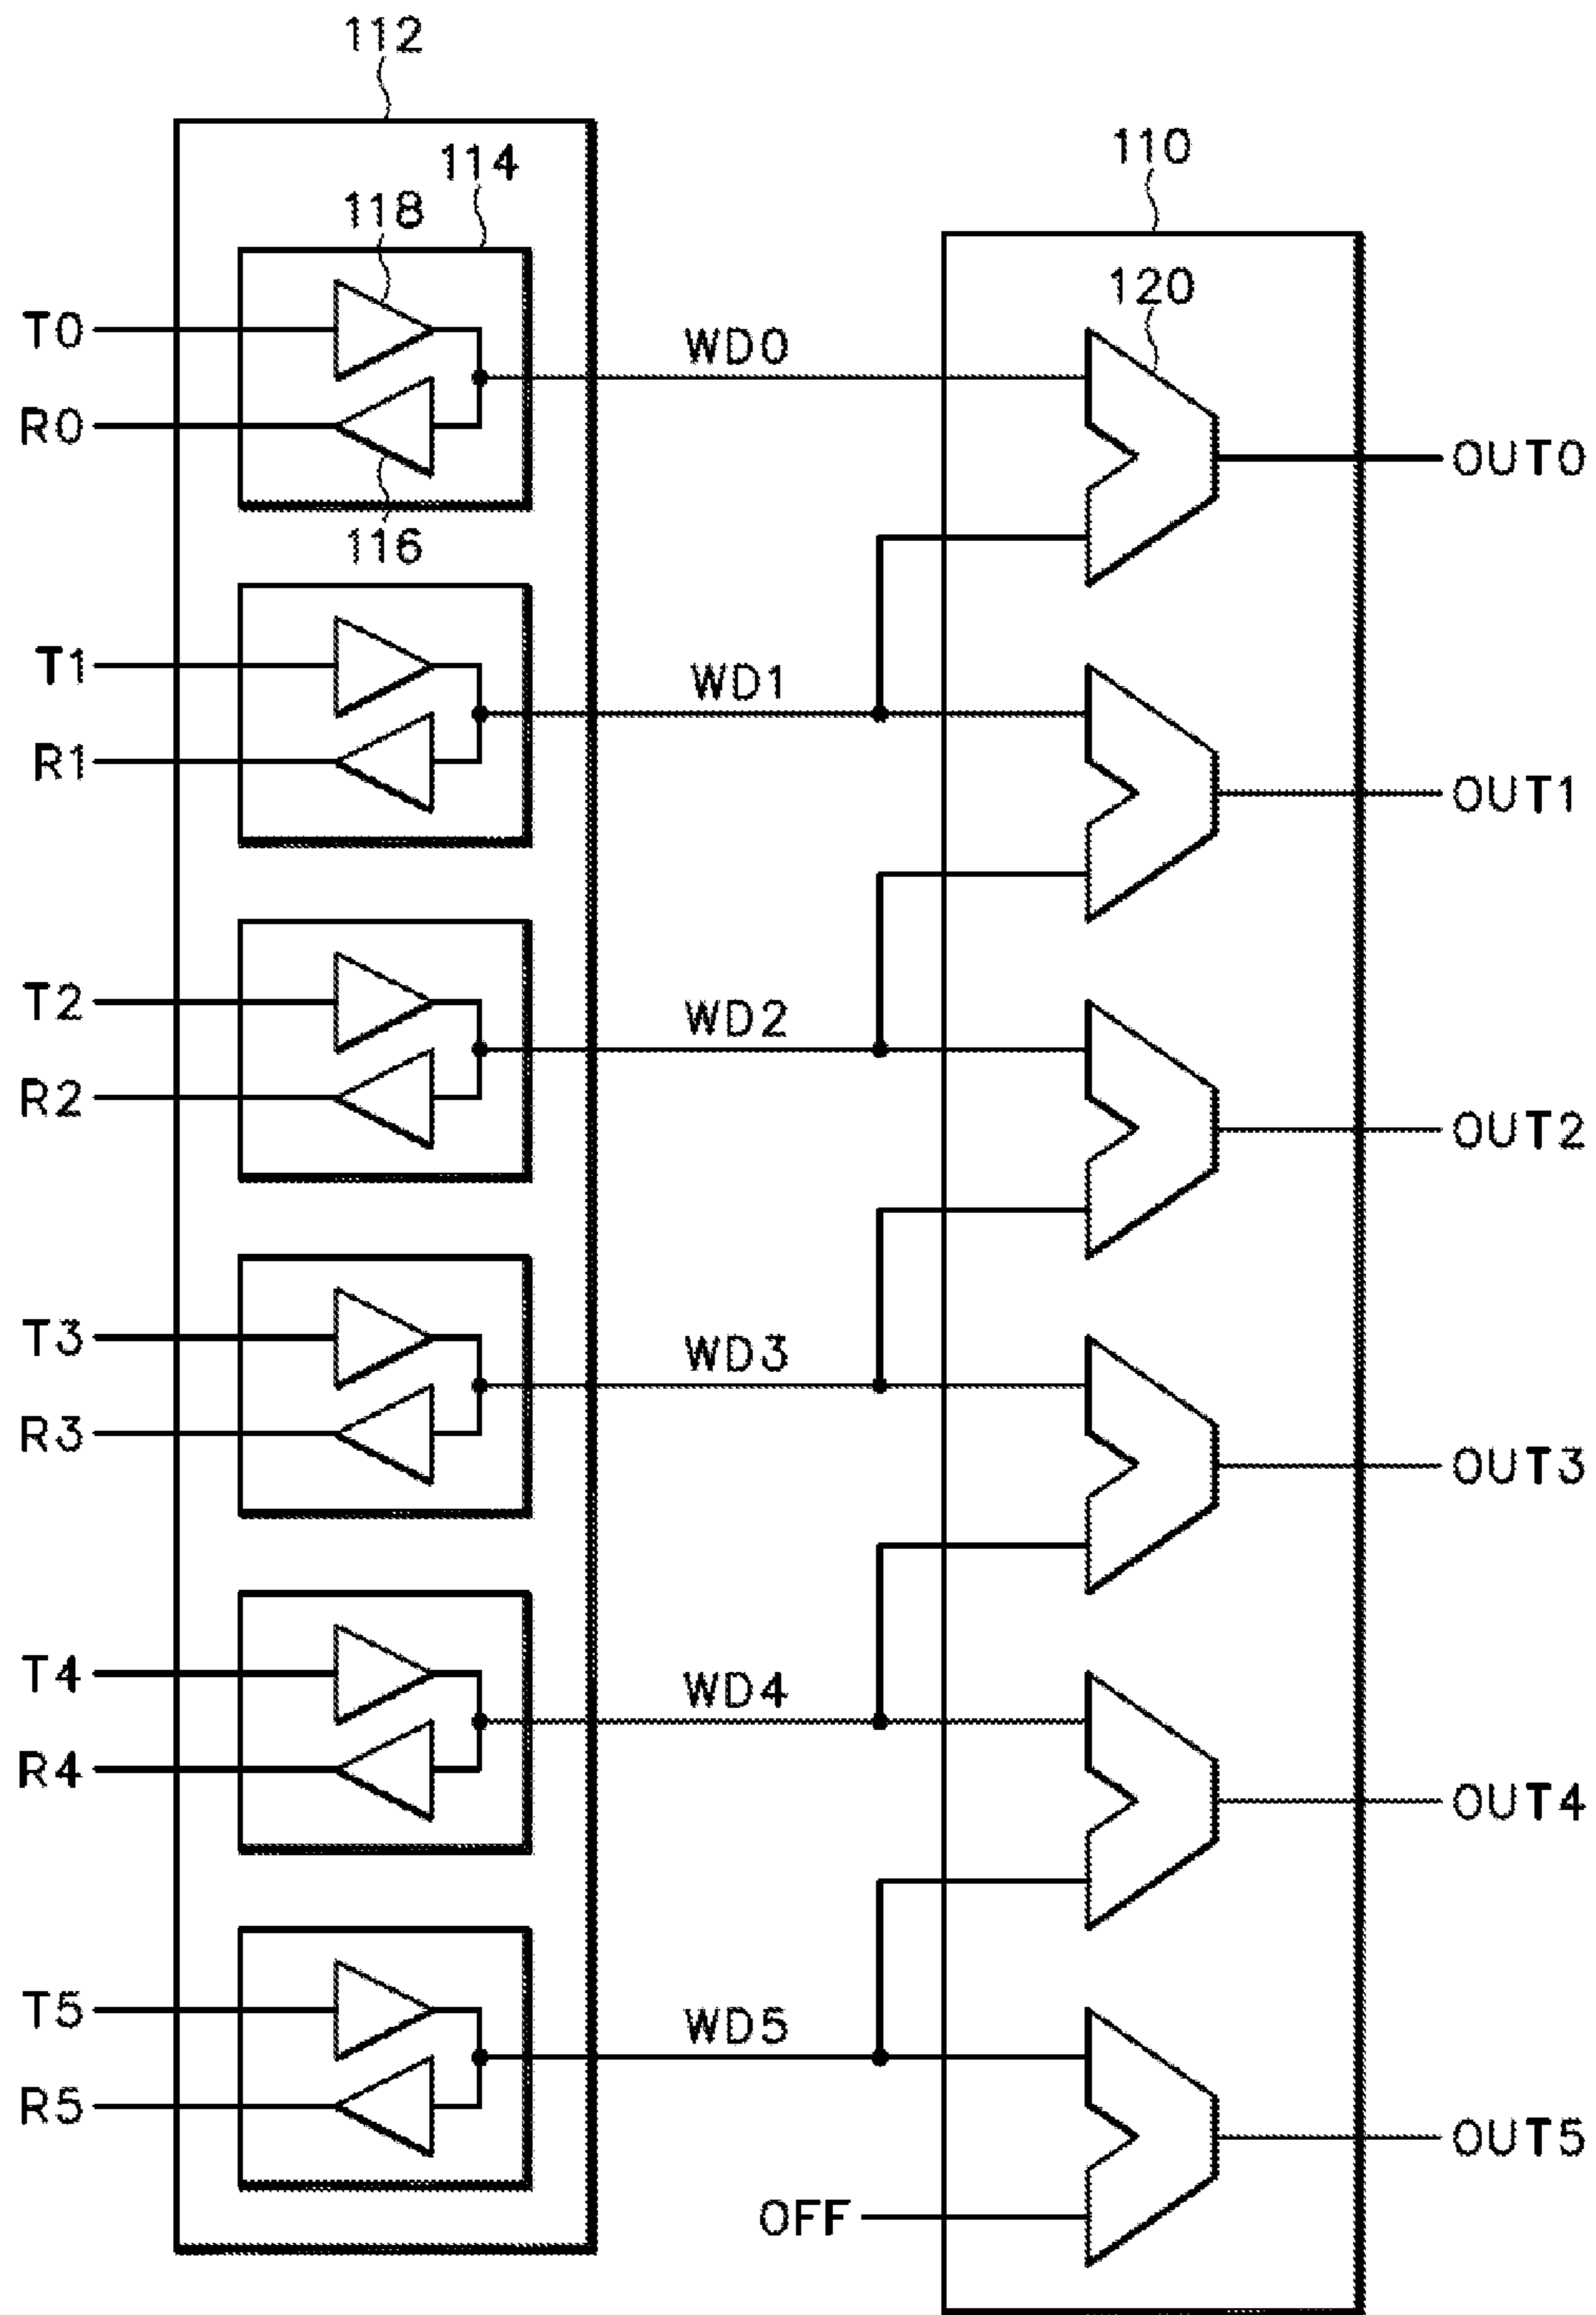 112
114
110
118
120
T0
WD0
R0
OUT0
116
T1
WD1
R1
OUT1
T2
WD2
R2
OUT2
T3
WD3
R3
OUT3
T4
WD4
R4
OUT4
T5
WD5
R5
OUT5
OFF